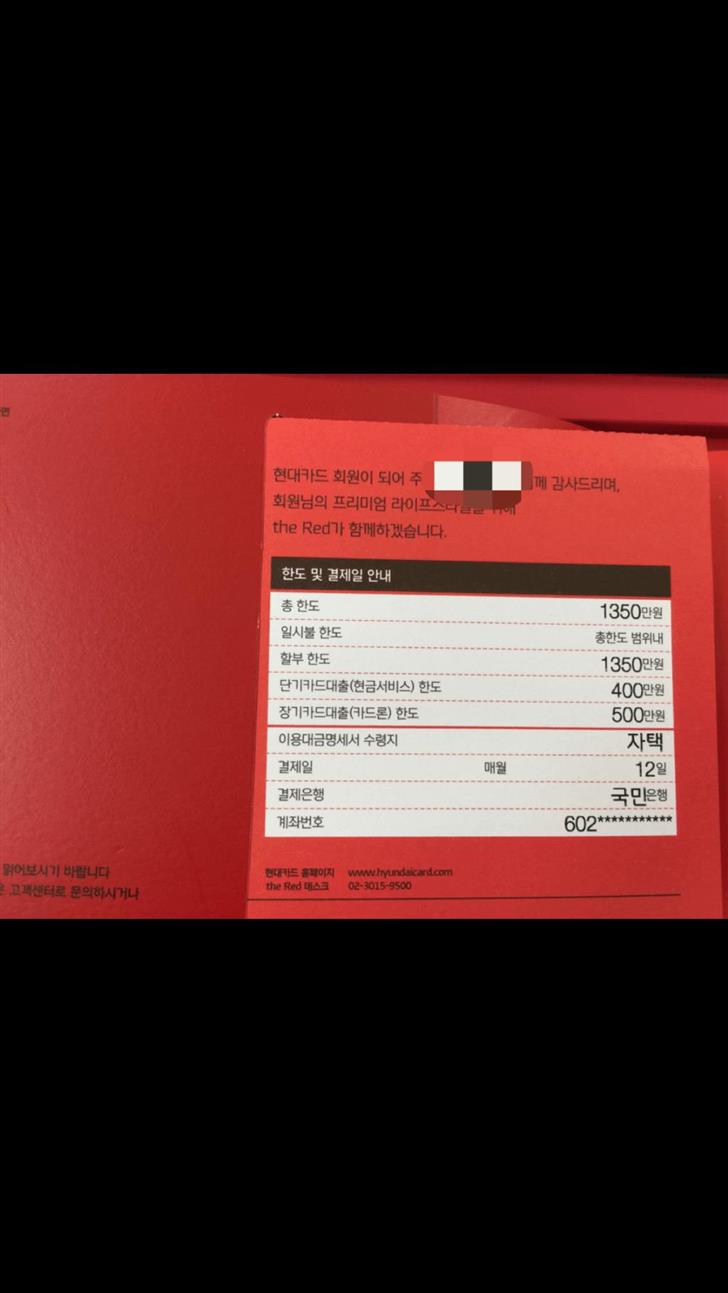 면
현대카드 회원이 되어 주 께 감사드리며,
회원님의 프리미엄 라이프스타일을 위해
the Red가 함께하겠습니다.
한도 및 결제일 안내
총 한도 1350만원
일시불 한도 총한도 범위내
할부 한도 1350만원
단기카드대출(현금서비스) 한도 400만원
장기카드대출(카드론) 한도 500만원
이용대금명세서 수령지 자택
결제일 매월 12일
결제은행 국민은행
계좌번호 602***********
현대카드 홈페이지 www.hyundaicard.com
the Red 데스크 02-3015-9500
읽어보시기 바랍니다
은 고객센터로 문의하시거나